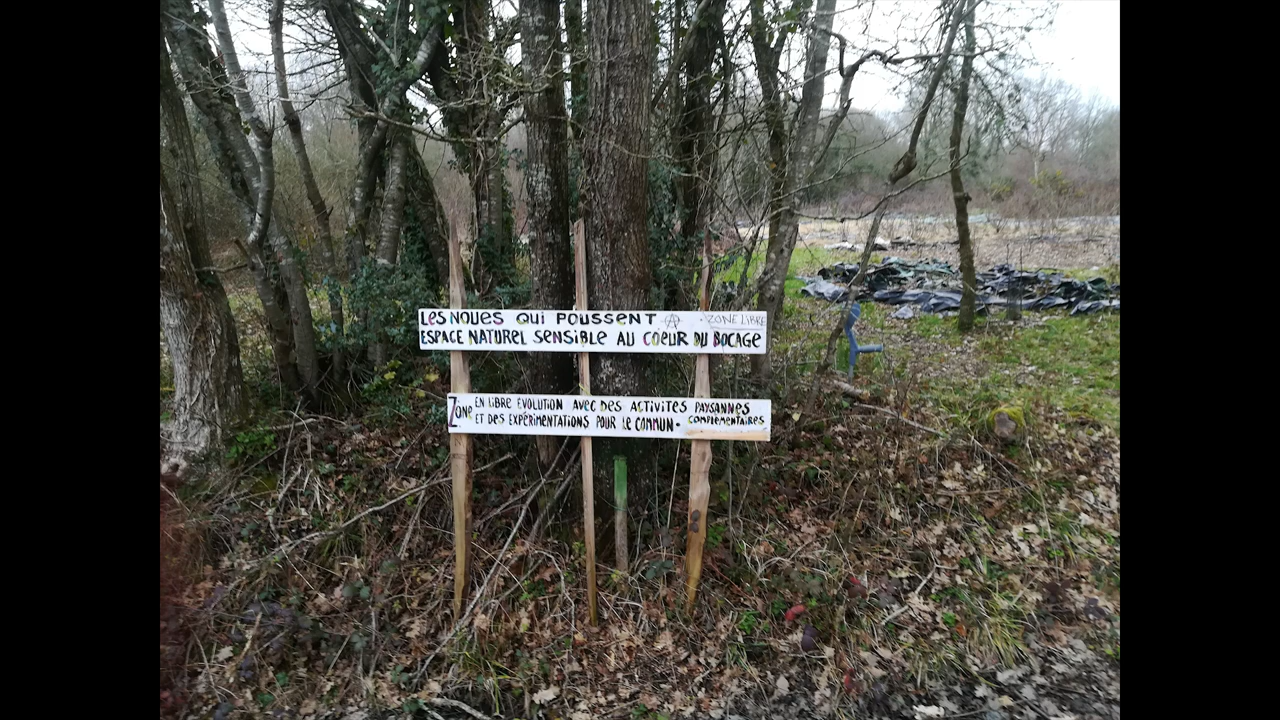 LES NOUES QUI POUSSENT Ⓐ - ZONE LIBRE
ESPACE NATUREL SENSIBLE AU COEUR DU BOCAGE
ZONE EN LIBRE EVOLUTION AVEC DES ACTIVITES PAYSANNES
ET DES EXPÉRIMENTATIONS POUR LE COMMUN - COMPLEMENTAIRES